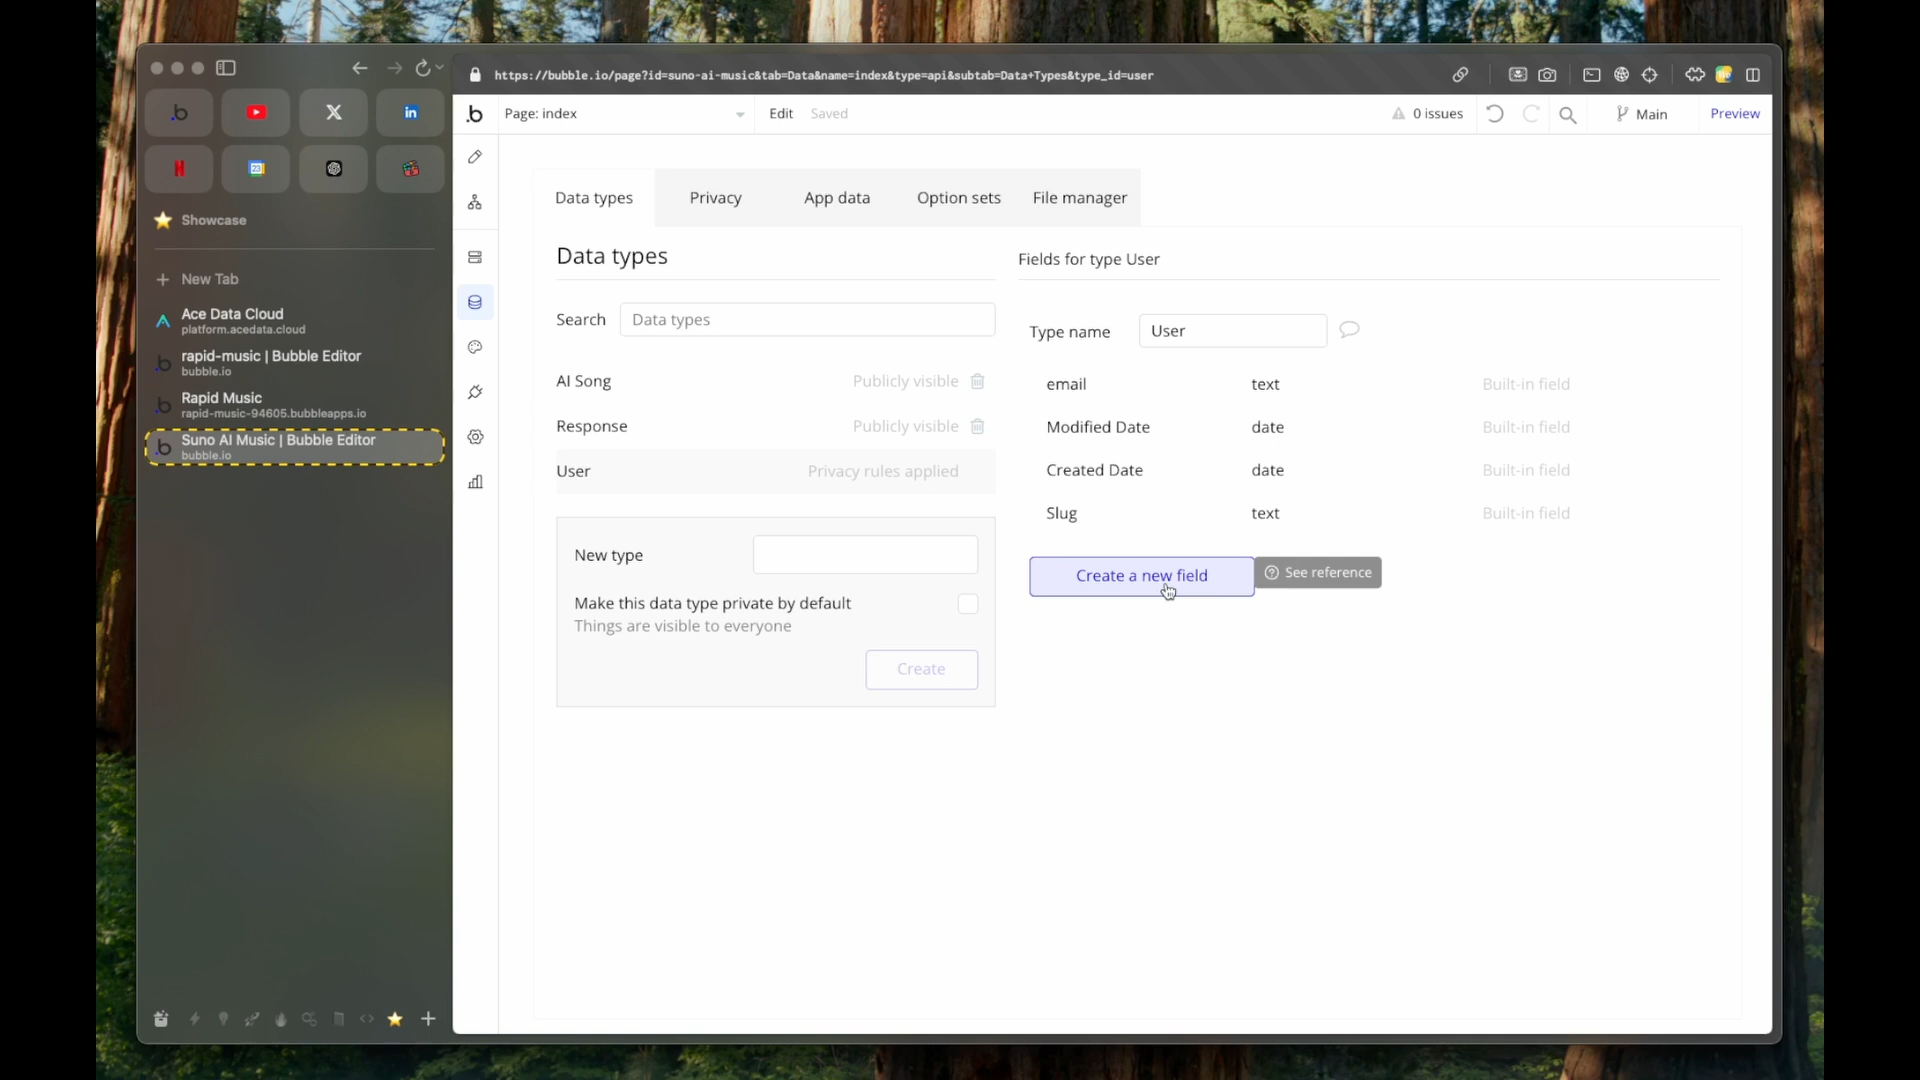 https://bubble.io/page?id=suno-ai-music&tab=Data&name=index&type=api&subtab=Data+Types&type_id=user
Page: index
Edit
Saved
0 issues
Main
Preview
23
Showcase
New Tab
Ace Data Cloud
platform.acedata.cloud
rapid-music | Bubble Editor
bubble.io
Rapid Music
rapid-music-94605.bubbleapps.io
Suno AI Music | Bubble Editor
bubble.io
Data types
Privacy
App data
Option sets
File manager
Data types
Search
Data types
AI Song
Publicly visible
Response
Publicly visible
User
Privacy rules applied
New type
Make this data type private by default
Things are visible to everyone
Create
Fields for type User
Type name
User
email text Built-in field
Modified Date date Built-in field
Created Date date Built-in field
Slug text Built-in field
Create a new field
See reference